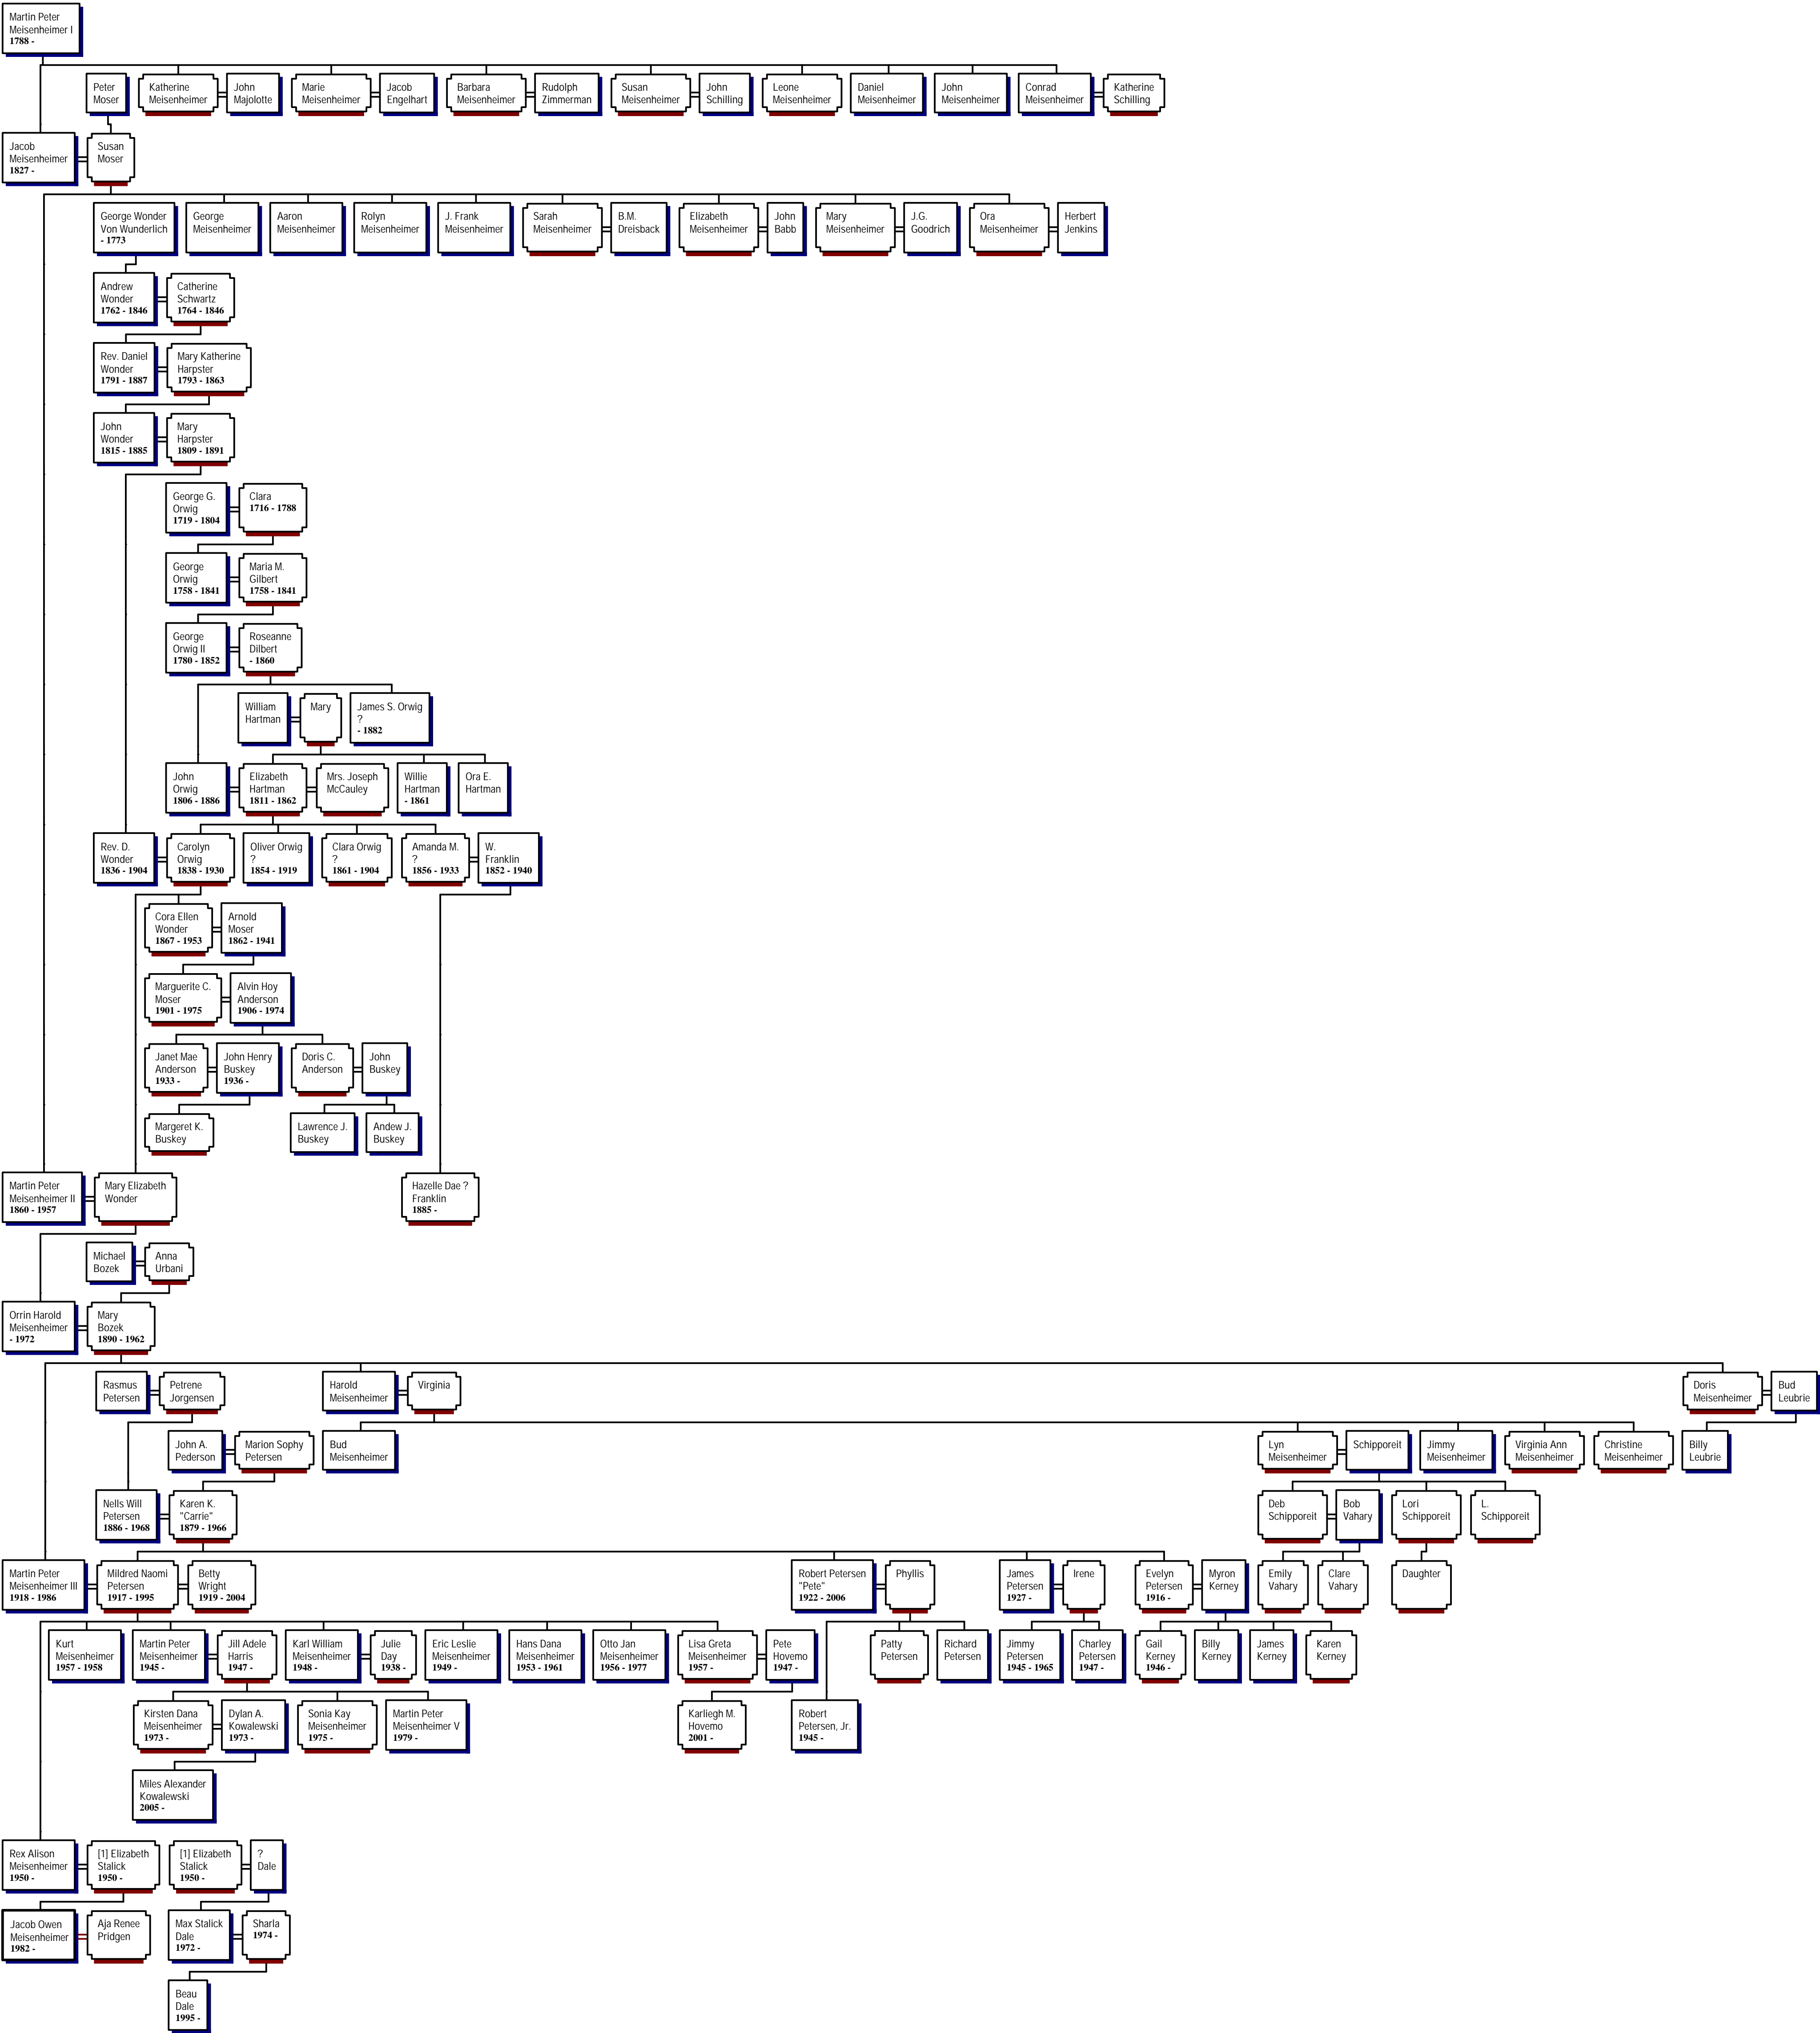 Martin Peter
Meisenheimer I
1788 -
Peter
Moser
Katherine
Meisenheimer
John
Majolotte
Marie
Meisenheimer
Jacob
Engelhart
Barbara
Meisenheimer
Rudolph
Zimmerman
Susan
Meisenheimer
John
Schilling
Leone
Meisenheimer
Daniel
Meisenheimer
John
Meisenheimer
Conrad
Meisenheimer
Katherine
Schilling
Jacob
Meisenheimer
1827 -
Susan
Moser
George Wonder
Von Wunderlich
- 1773
George
Meisenheimer
Aaron
Meisenheimer
Rolyn
Meisenheimer
J. Frank
Meisenheimer
Sarah
Meisenheimer
B.M.
Dreisback
Elizabeth
Meisenheimer
John
Babb
Mary
Meisenheimer
J.G.
Goodrich
Ora
Meisenheimer
Herbert
Jenkins
Andrew
Wonder
1762 - 1846
Catherine
Schwartz
1764 - 1846
Rev. Daniel
Wonder
1791 - 1887
Mary Katherine
Harpster
1793 - 1863
John
Wonder
1815 - 1885
Mary
Harpster
1809 - 1891
George G.
Orwig
1719 - 1804
Clara
1716 - 1788
George
Orwig
1758 - 1841
Maria M.
Gilbert
1758 - 1841
George
Orwig II
1780 - 1852
Roseanne
Dilbert
- 1860
William
Hartman
Mary
James S. Orwig
?
- 1882
John
Orwig
1806 - 1886
Elizabeth
Hartman
1811 - 1862
Mrs. Joseph
McCauley
Willie
Hartman
- 1861
Ora E.
Hartman
Rev. D.
Wonder
1836 - 1904
Carolyn
Orwig
1838 - 1930
Oliver Orwig
?
1854 - 1919
Clara Orwig
?
1861 - 1904
Amanda M.
?
1856 - 1933
W.
Franklin
1852 - 1940
Cora Ellen
Wonder
1867 - 1953
Arnold
Moser
1862 - 1941
Marguerite C.
Moser
1901 - 1975
Alvin Hoy
Anderson
1906 - 1974
Janet Mae
Anderson
1933 -
John Henry
Buskey
1936 -
Doris C.
Anderson
John
Buskey
Margeret K.
Buskey
Lawrence J.
Buskey
Andew J.
Buskey
Martin Peter
Meisenheimer II
1860 - 1957
Mary Elizabeth
Wonder
Hazelle Dae ?
Franklin
1885 -
Michael
Bozek
Anna
Urbani
Orrin Harold
Meisenheimer
- 1972
Mary
Bozek
1890 - 1962
Rasmus
Petersen
Petrene
Jorgensen
Harold
Meisenheimer
Virginia
Doris
Meisenheimer
Bud
Leubrie
John A.
Pederson
Marion Sophy
Petersen
Bud
Meisenheimer
Lyn
Meisenheimer
Schipporeit
Jimmy
Meisenheimer
Virginia Ann
Meisenheimer
Christine
Meisenheimer
Billy
Leubrie
Nells Will
Petersen
1886 - 1968
Karen K.
"Carrie"
1879 - 1966
Deb
Schipporeit
Bob
Vahary
Lori
Schipporeit
L.
Schipporeit
Martin Peter
Meisenheimer III
1918 - 1986
Mildred Naomi
Petersen
1917 - 1995
Betty
Wright
1919 - 2004
Robert Petersen
"Pete"
1922 - 2006
Phyllis
James
Petersen
1927 -
Irene
Evelyn
Petersen
1916 -
Myron
Kerney
Emily
Vahary
Clare
Vahary
Daughter
Kurt
Meisenheimer
1957 - 1958
Martin Peter
Meisenheimer
1945 -
Jill Adele
Harris
1947 -
Karl William
Meisenheimer
1948 -
Julie
Day
1938 -
Eric Leslie
Meisenheimer
1949 -
Hans Dana
Meisenheimer
1953 - 1961
Otto Jan
Meisenheimer
1956 - 1977
Lisa Greta
Meisenheimer
1957 -
Pete
Hovemo
1947 -
Patty
Petersen
Richard
Petersen
Jimmy
Petersen
1945 - 1965
Charley
Petersen
1947 -
Gail
Kerney
1946 -
Billy
Kerney
James
Kerney
Karen
Kerney
Kirsten Dana
Meisenheimer
1973 -
Dylan A.
Kowalewski
1973 -
Sonia Kay
Meisenheimer
1975 -
Martin Peter
Meisenheimer V
1979 -
Karliegh M.
Hovemo
2001 -
Robert
Petersen, Jr.
1945 -
Miles Alexander
Kowalewski
2005 -
Rex Alison
Meisenheimer
1950 -
[1] Elizabeth
Stalick
1950 -
[1] Elizabeth
Stalick
1950 -
?
Dale
Jacob Owen
Meisenheimer
1982 -
Aja Renee
Pridgen
Max Stalick
Dale
1972 -
Sharla
1974 -
Beau
Dale
1995 -